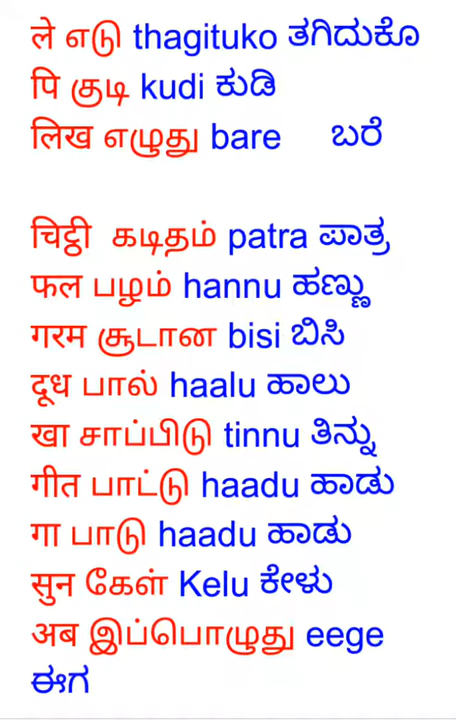 ले எடு thagituko ತಗಿದುಕೊ
पि குடி kudi ಕುಡಿ
लिख எழுது bare ಬರೆ
चिट्ठी கடிதம் patra ಪಾತ್ರ
फल பழம் hannu ಹಣ್ಣು
गरम சூடான bisi ಬಿಸಿ
दूध பால் haalu ಹಾಲು
खा சாப்பிடு tinnu ತಿನ್ನು
गीत பாட்டு haadu ಹಾಡು
गा பாடு haadu ಹಾಡು
सुन கேள் Kelu ಕೇಳು
अब இப்பொழுது eege
ಈಗ